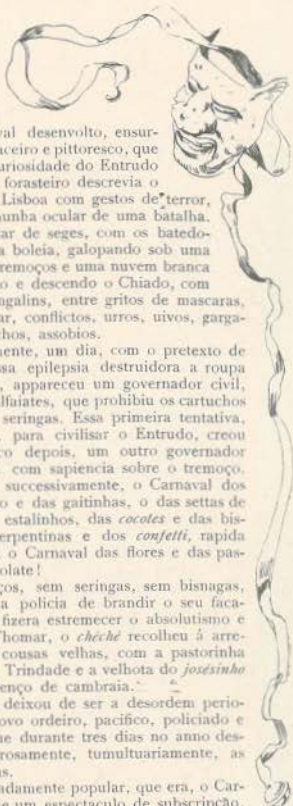 val desenvolto, ensur-
aceiro e pittoresco, que
uriosidade do Entrudo
forasteiro descrevia o
Lisboa com gestos de terror,
unha ocular de uma batalha.
ar de seges, com os batedo-
a boleia, galopando sob uma
remoços e uma nuvem branca
o e descendo o Chiado, com
agalins, entre gritos de mascaras,
ar, conflictos, urros, uivos, garga-
chos, assobios.
mente, um dia, com o pretexto de
ssa epilepsia destruidora a roupa
, appareceu um governador civil,
lfaiates, que prohibiu os cartuchos
seringas. Essa primeira tentativa,
para civilisar o Entrudo, creou
co depois, um outro governador
com sapiencia sobre o tremoço.
successivamente, o Carnaval dos
o e das gaitinhas, o das settas de
estalinhos, das cocotes e das bis-
erpentinas e dos confetti, rapida
o Carnaval das flores e das pas-
olate!
ços, sem seringas, sem bisnagas,
a policia de brandir o seu faca-
fizera estremecer o absolutismo e
Thomar, o chéché recolheu á arre-
cousas velhas, com a pastorinha
Trindade e a velhota do josésinho
enço de cambraia.
deixou de ser a desordem perio-
ovo ordeiro, pacifico, policiado e
ue durante tres dias no anno des-
rosamente, tumultuariamente, as
as.
adamente popular, que era, o Car-
e um espectaculo de subscripção,